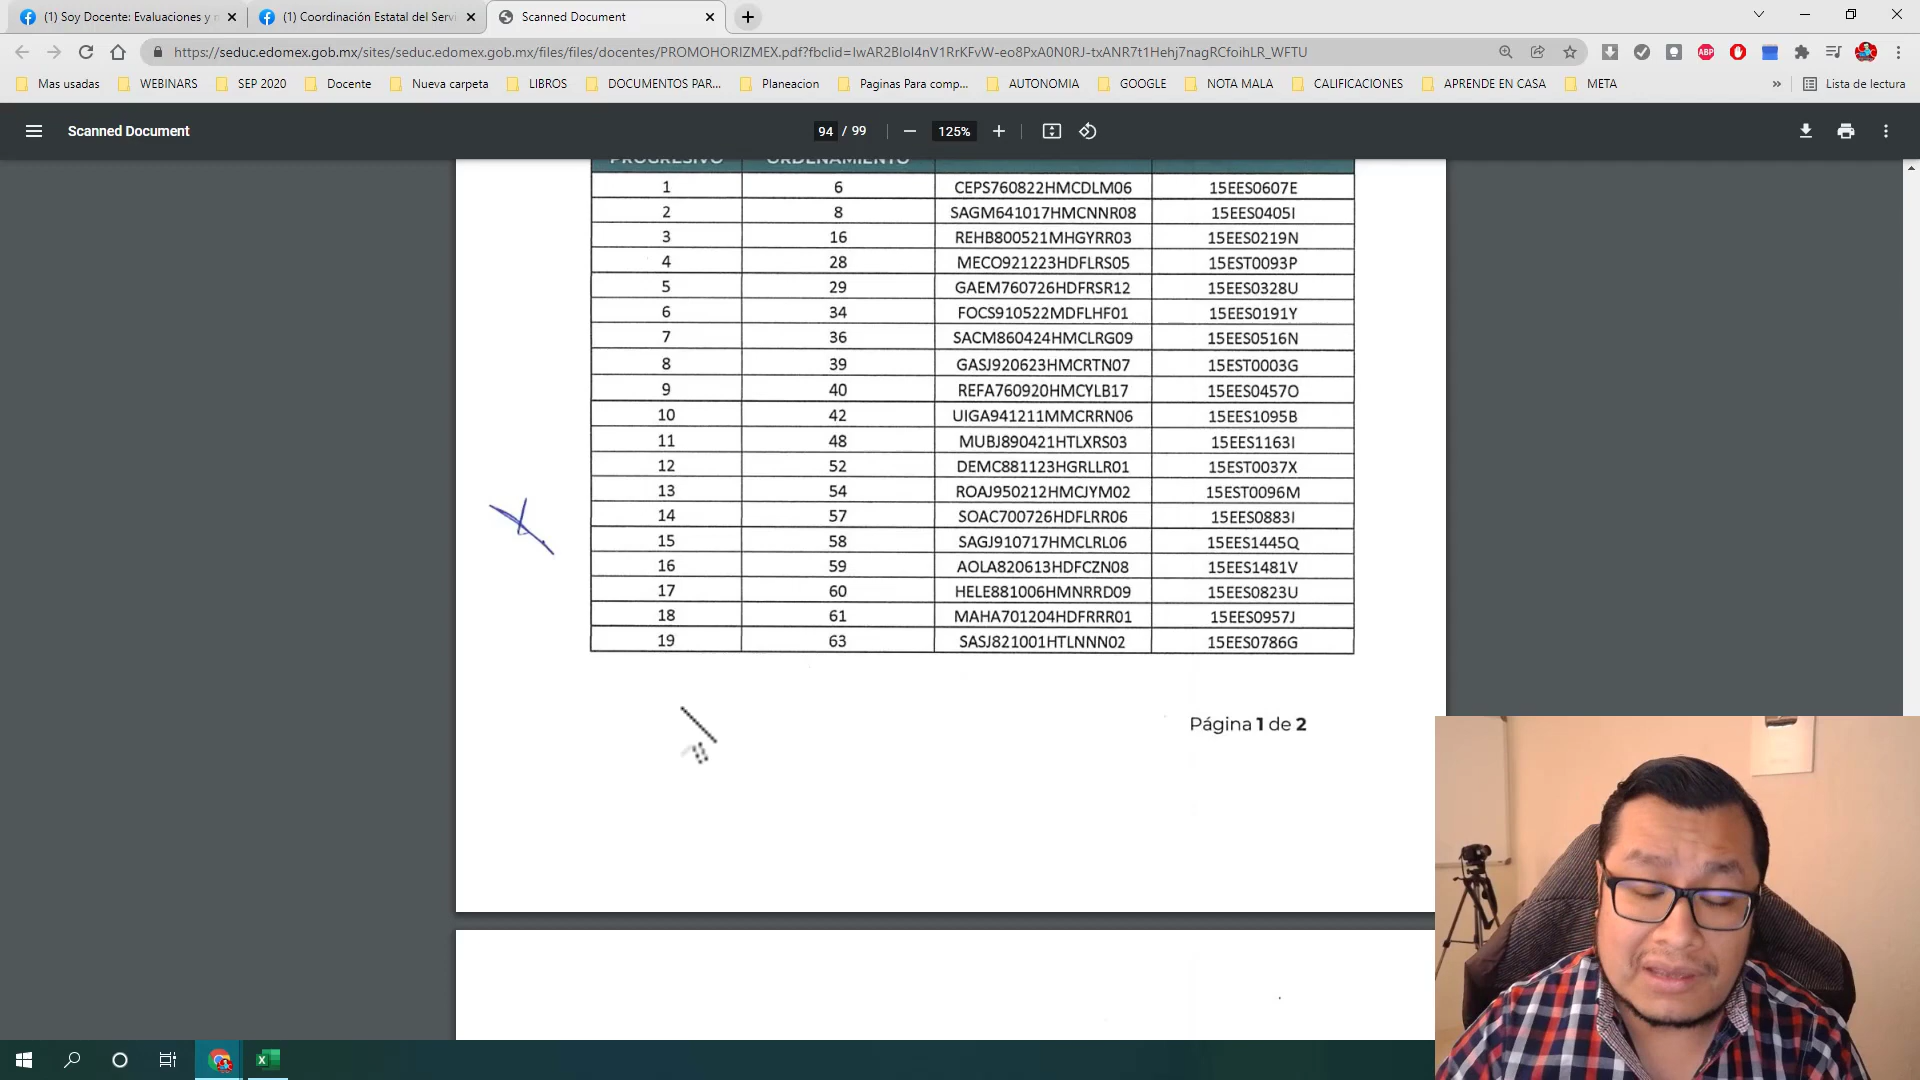 (1) Soy Docente: Evaluaciones y
(1) Coordinación Estatal del Servi
Scanned Document
https://seduc.edomex.gob.mx/sites/seduc.edomex.gob.mx/files/files/docentes/PROMOHORIZMEX.pdf?fbclid=IwAR2BIoI4nV1RrKFvW-eo8PxA0N0RJ-txANR7t1Hehj7nagRCfoihLR_WFTU
ABP
Mas usadas WEBINARS SEP 2020 Docente Nueva carpeta LIBROS DOCUMENTOS PAR... Planeacion Paginas Para comp... AUTONOMIA GOOGLE NOTA MALA CALIFICACIONES APRENDE EN CASA META » Lista de lectura
Scanned Document 94 / 99 125%
PROGRESIVO ORDENAMIENTO
1 6 CEPS760822HMCDLM06 15EES0607E
2 8 SAGM641017HMCNNR08 15EES0405I
3 16 REHB800521MHGYRR03 15EES0219N
4 28 MECO921223HDFLRS05 15EST0093P
5 29 GAEM760726HDFRSR12 15EES0328U
6 34 FOCS910522MDFLHF01 15EES0191Y
7 36 SACM860424HMCLRG09 15EES0516N
8 39 GASJ920623HMCRTN07 15EST0003G
9 40 REFA760920HMCYLB17 15EES0457O
10 42 UIGA941211MMCRRN06 15EES1095B
11 48 MUBJ890421HTLXRS03 15EES1163I
12 52 DEMC881123HGRLLR01 15EST0037X
13 54 ROAJ950212HMCJYM02 15EST0096M
14 57 SOAC700726HDFLRR06 15EES0883I
15 58 SAGJ910717HMCLRL06 15EES1445Q
16 59 AOLA820613HDFCZN08 15EES1481V
17 60 HELE881006HMNRRD09 15EES0823U
18 61 MAHA701204HDFRRR01 15EES0957J
19 63 SASJ821001HTLNNN02 15EES0786G
Página 1 de 2